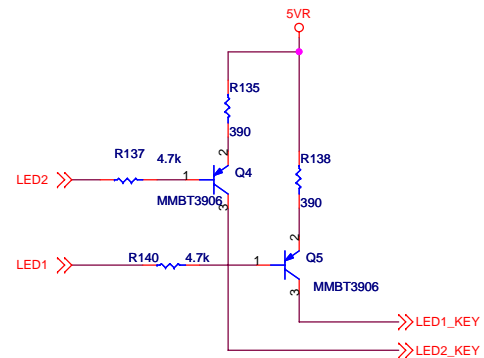 5VR
R135
390
R137 4.7k
2
1
Q4
R138
LED2
MMBT3906
3
390
2
R140 4.7k
1
Q5
LED1
MMBT3906
3
LED1_KEY
LED2_KEY